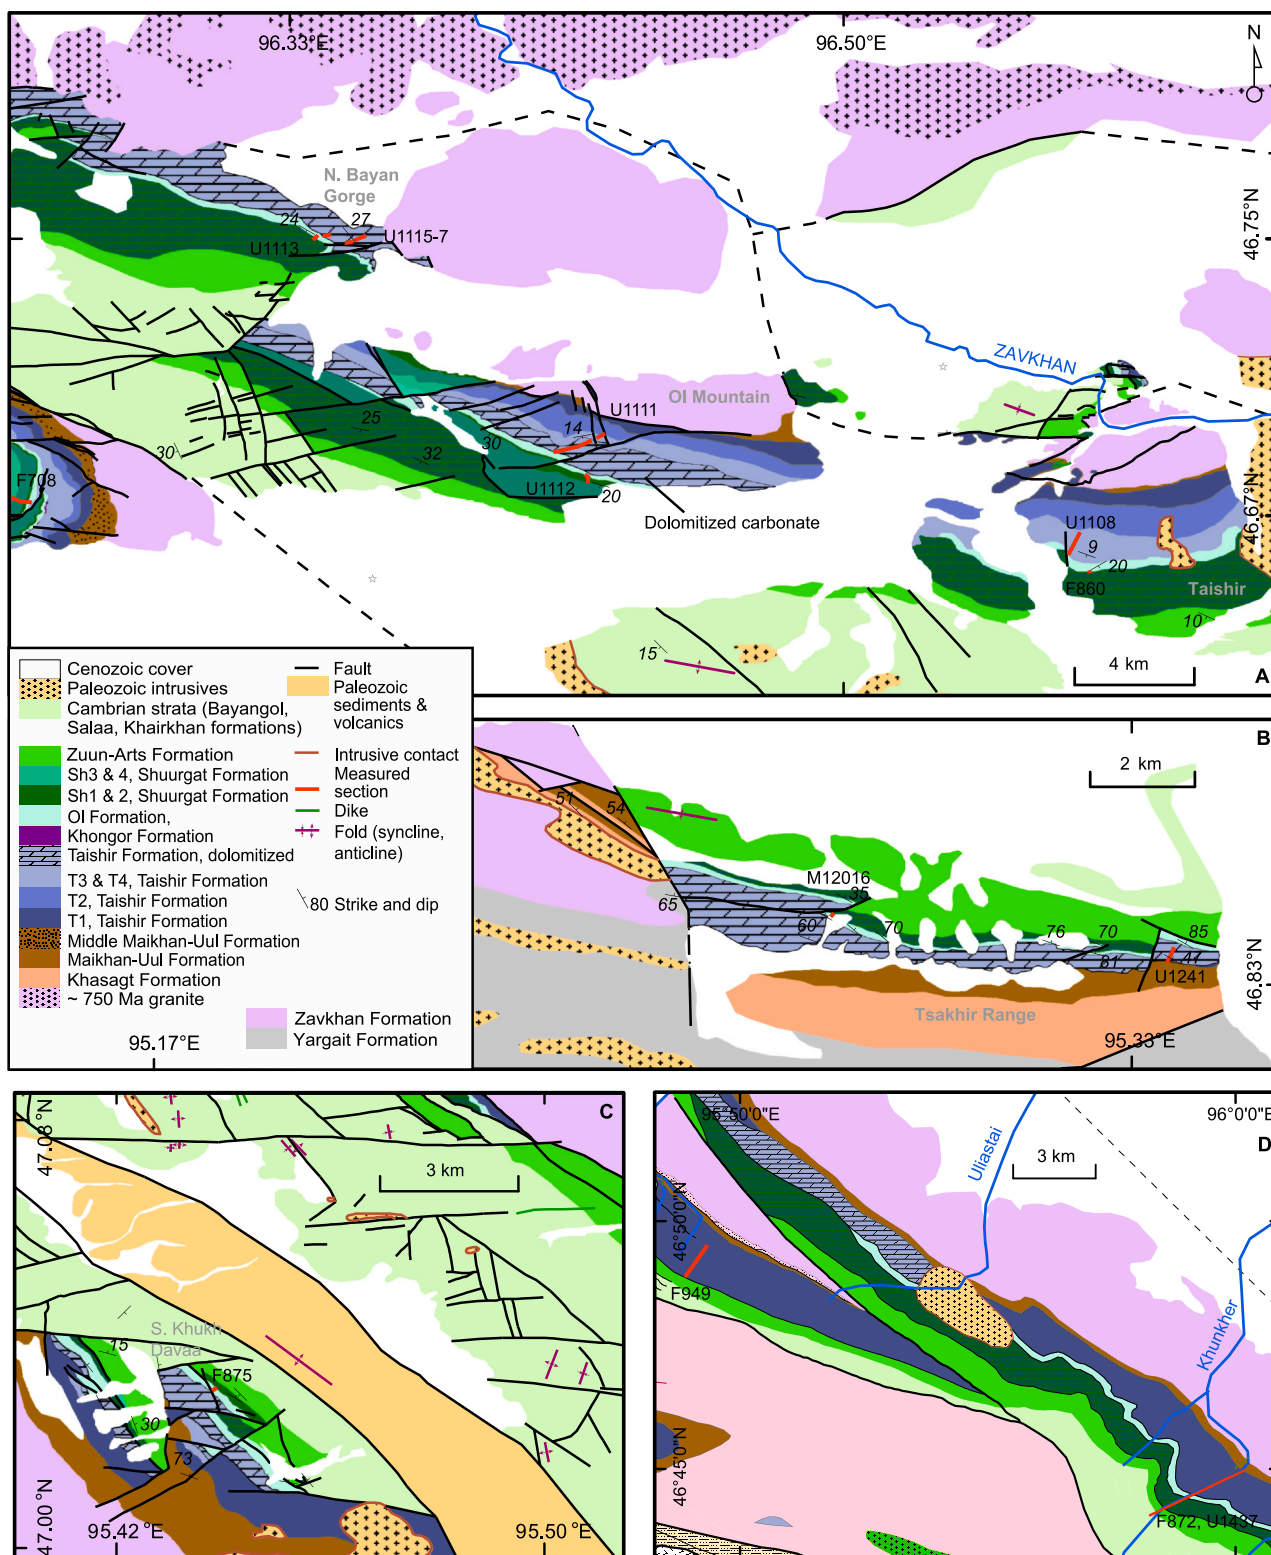 96.33°E
96.50°E
N
N. Bayan
Gorge
24
27
U1113
U1115-7
46.75°N
ZAVKHAN
Ol Mountain
U1111
14
25
30
32
30
F708
U1112
20
Dolomitized carbonate
46.67°N
U1108
9
20
F860
Taishir
10
15
4 km
A
Cenozoic cover
Paleozoic intrusives
Cambrian strata (Bayangol,
Salaa, Khairkhan formations)
Zuun-Arts Formation
Sh3 & 4, Shuurgat Formation
Sh1 & 2, Shuurgat Formation
Ol Formation,
Khongor Formation
Taishir Formation, dolomitized
T3 & T4, Taishir Formation
T2, Taishir Formation
T1, Taishir Formation
Middle Maikhan-Uul Formation
Maikhan-Uul Formation
Khasagt Formation
~ 750 Ma granite
Fault
Paleozoic
sediments &
volcanics
Intrusive contact
Measured
section
Dike
Fold (syncline,
anticline)
80 Strike and dip
Zavkhan Formation
Yargait Formation
95.17°E
B
2 km
51
54
M12016
35
65
60
70
76
70
81
85
47
U1241
46.83°N
Tsakhir Range
95.33°E
C
47.08 °N
3 km
S. Khukh
Davaa
15
F875
30
73
47.00 °N
95.42 °E
95.50 °E
95°50'0"E
96°0'0"E
D
Uliastai
3 km
46°50'0"N
F949
Khunkher
46°45'0"N
F872, U1437